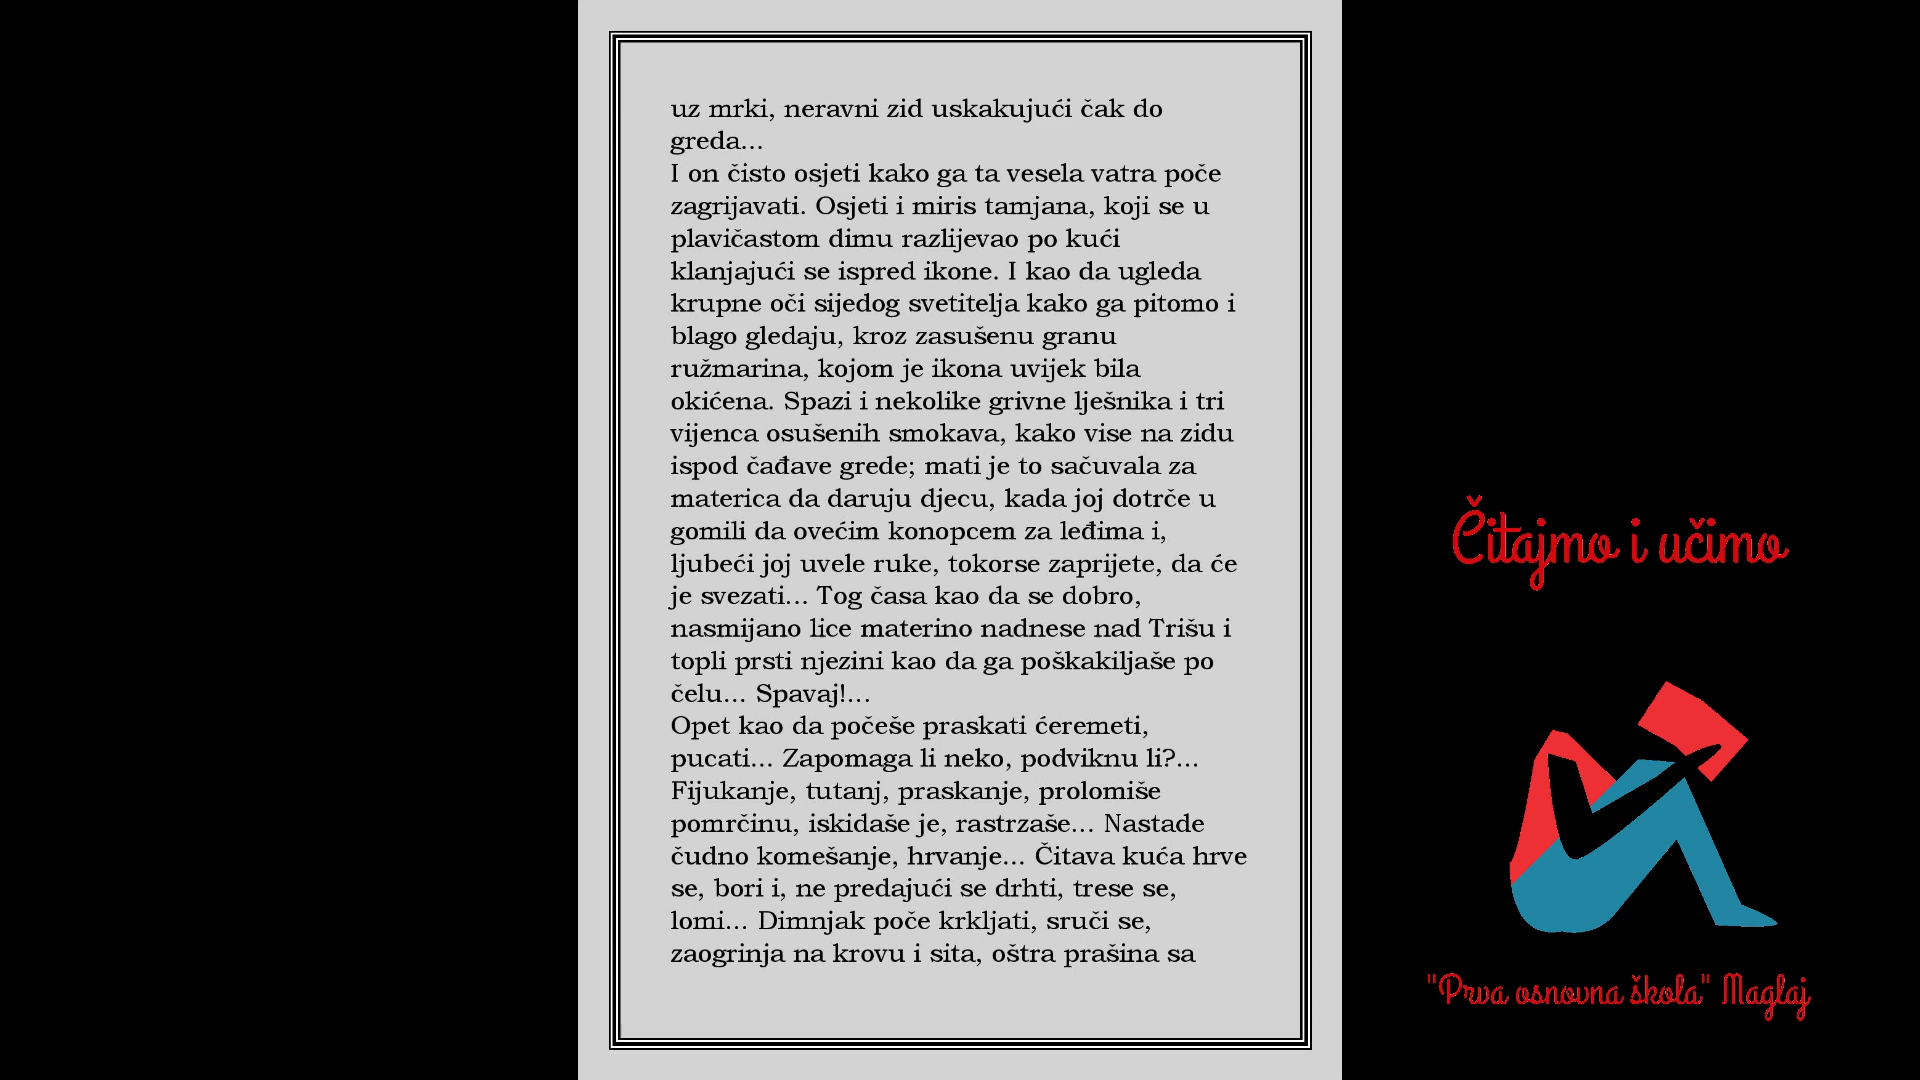 uz mrki, neravni zid uskakujući čak do
greda...
I on čisto osjeti kako ga ta vesela vatra poče
zagrijavati. Osjeti i miris tamjana, koji se u
plavičastom dimu razlijevao po kući
klanjajući se ispred ikone. I kao da ugleda
krupne oči sijedog svetitelja kako ga pitomo i
blago gledaju, kroz zasušenu granu
ružmarina, kojom je ikona uvijek bila
okićena. Spazi i nekolike grivne lješnika i tri
vijenca osušenih smokava, kako vise na zidu
ispod čađave grede; mati je to sačuvala za
materica da daruju djecu, kada joj dotrče u
gomili da ovećim konopcem za leđima i,
ljubeći joj uvele ruke, tokorse zaprijete, da će
je svezati... Tog časa kao da se dobro,
nasmijano lice materino nadnese nad Trišu i
topli prsti njezini kao da ga poškakiljaše po
čelu... Spavaj!...
Opet kao da počeše praskati ćeremeti,
pucati... Zapomaga li neko, podviknu li?...
Fijukanje, tutanj, praskanje, prolomiše
pomrčinu, iskidaše je, rastrzaše... Nastade
čudno komešanje, hrvanje... Čitava kuća hrve
se, bori i, ne predajući se drhti, trese se,
lomi... Dimnjak poče krkljati, sruči se,
zaogrinja na krovu i sita, oštra prašina sa
Čitajmo i učimo
"Prva osnovna škola" Maglaj